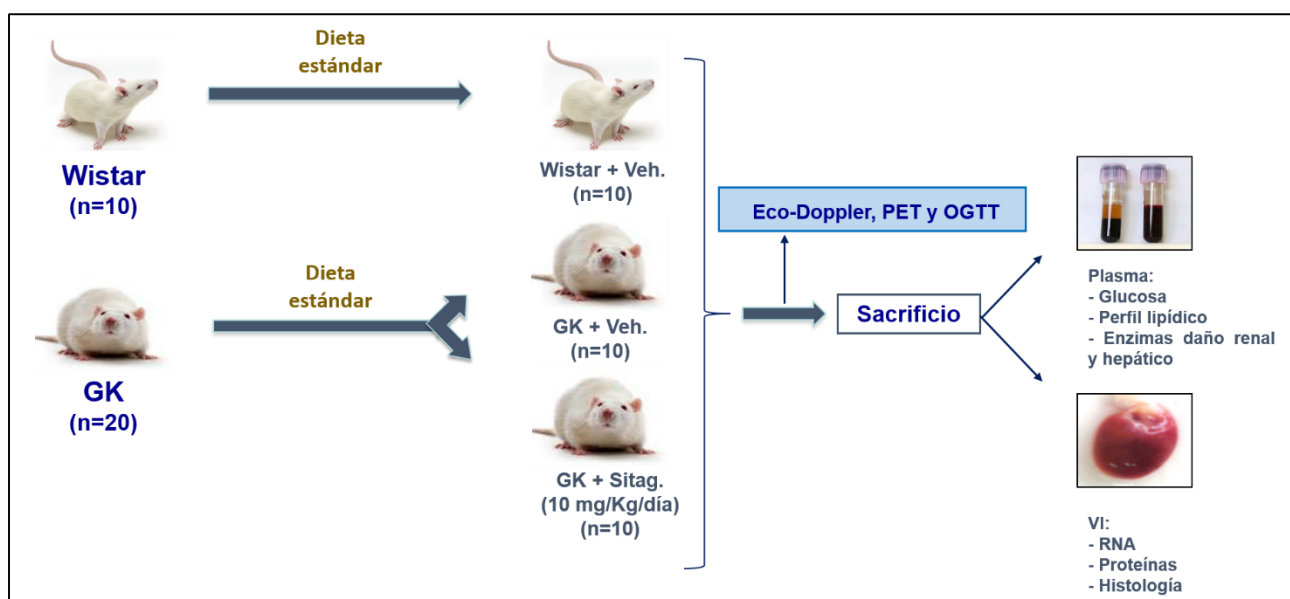 Dieta
estándar
Wistar
(n=10)
Wistar + Veh.
(n=10)
Dieta
estándar
GK
(n=20)
GK + Veh.
(n=10)
GK + Sitag.
(10 mg/Kg/día)
(n=10)
Eco-Doppler, PET y OGTT
Sacrificio
Plasma:
- Glucosa
- Perfil lipídico
- Enzimas daño renal
y hepático
VI:
- RNA
- Proteínas
- Histología